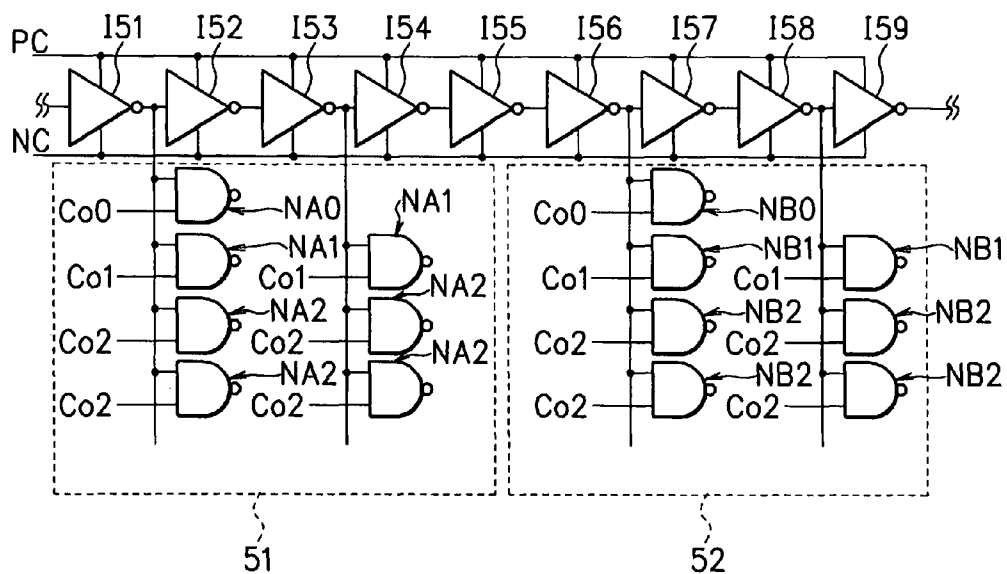 I51 I52 I53 I54 I55 I56 I57 I58 I59
PC
NC
NA1
Co0 NA0 Co0 NB0
NA1 NB1 NB1
Co1 Co1 Co1 Co1
NA2
NA2 NB2 NB2
Co2 Co2 Co2 Co2
NA2
NA2 NB2 NB2
Co2 Co2 Co2 Co2
51 52